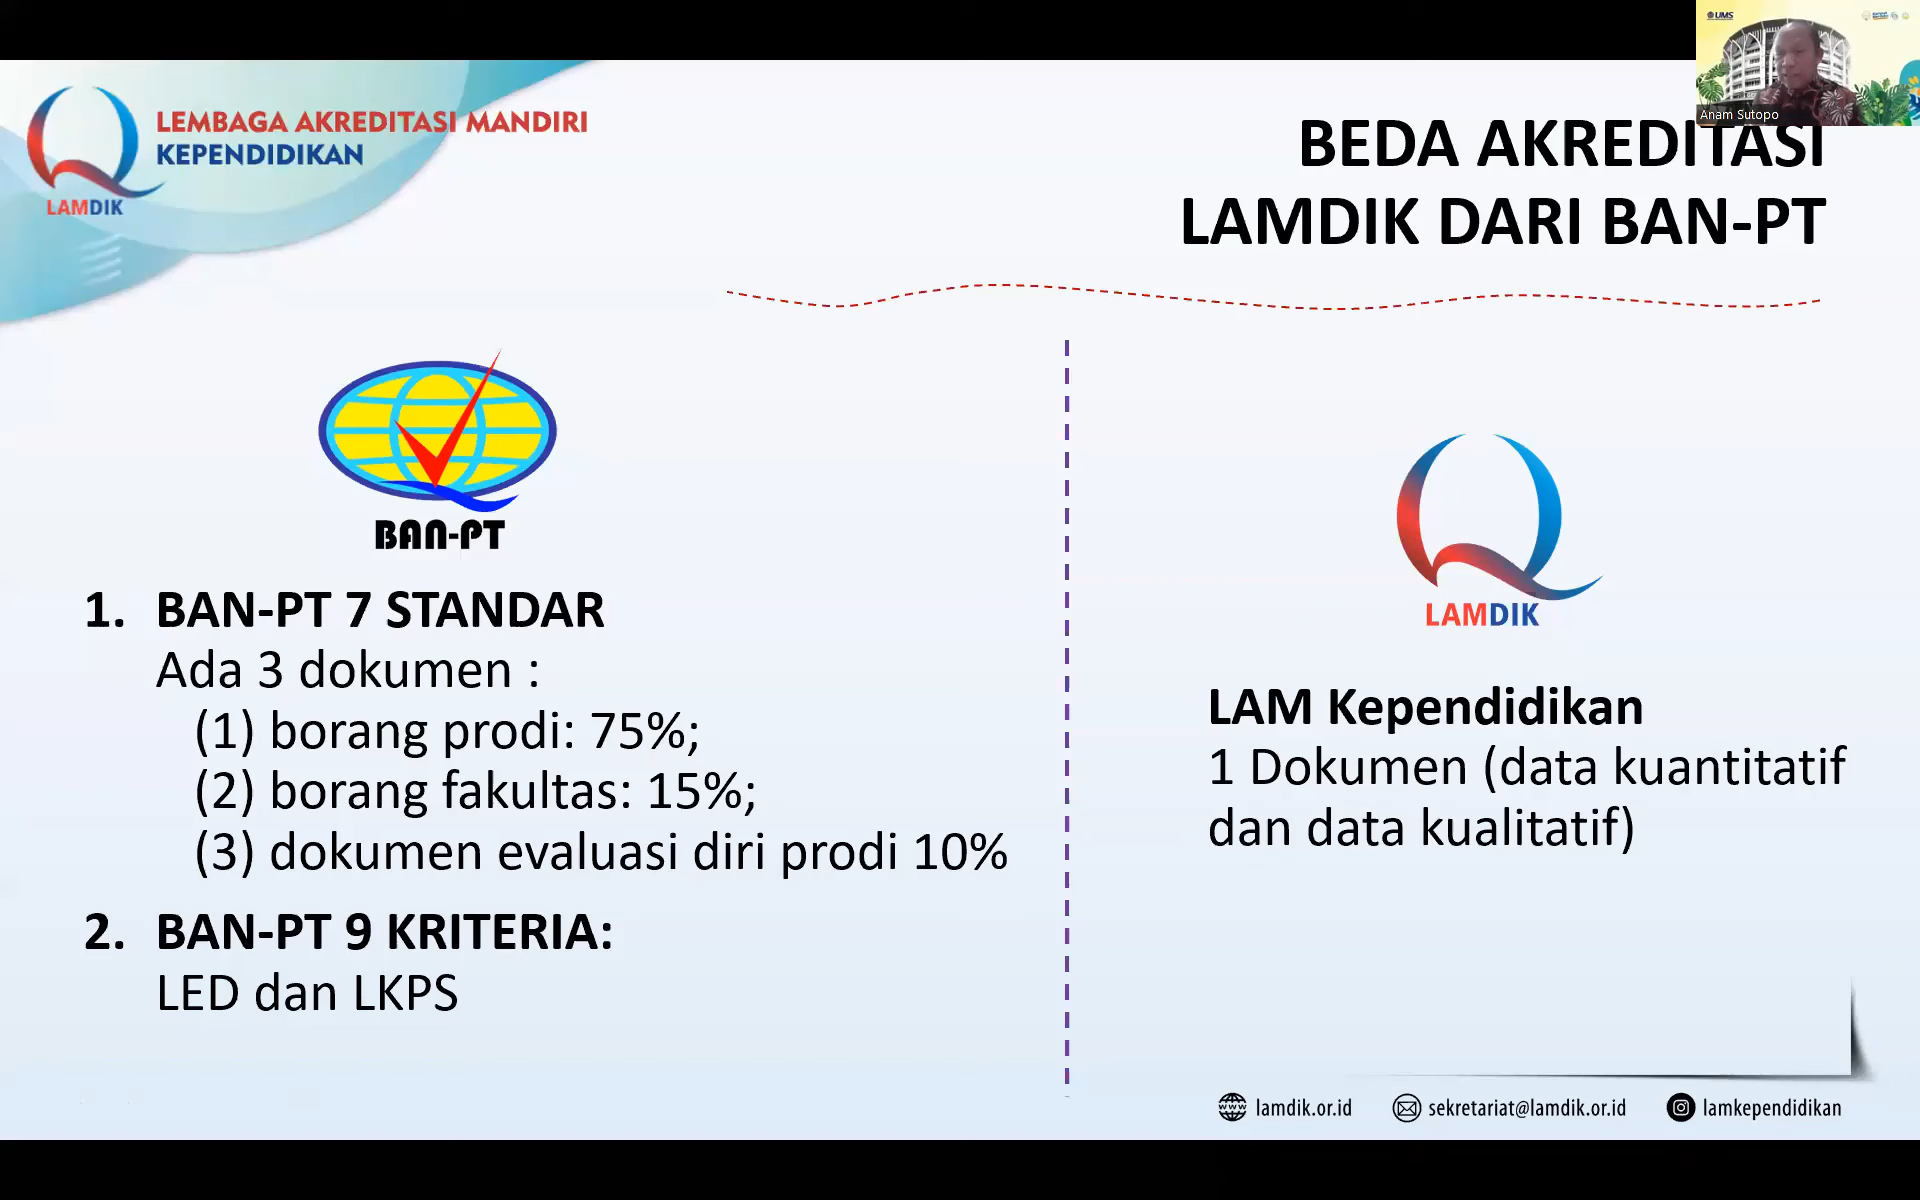 UMS
Anam Sutopo
LEMBAGA AKREDITASI MANDIRI
KEPENDIDIKAN
LAMDIK
BEDA AKREDITASI
LAMDIK DARI BAN-PT
BAN-PT
1. BAN-PT 7 STANDAR
Ada 3 dokumen :
(1) borang prodi: 75%;
(2) borang fakultas: 15%;
(3) dokumen evaluasi diri prodi 10%
2. BAN-PT 9 KRITERIA:
LED dan LKPS
LAMDIK
LAM Kependidikan
1 Dokumen (data kuantitatif
dan data kualitatif)
www lamdik.or.id sekretariat@lamdik.or.id lamkependidikan